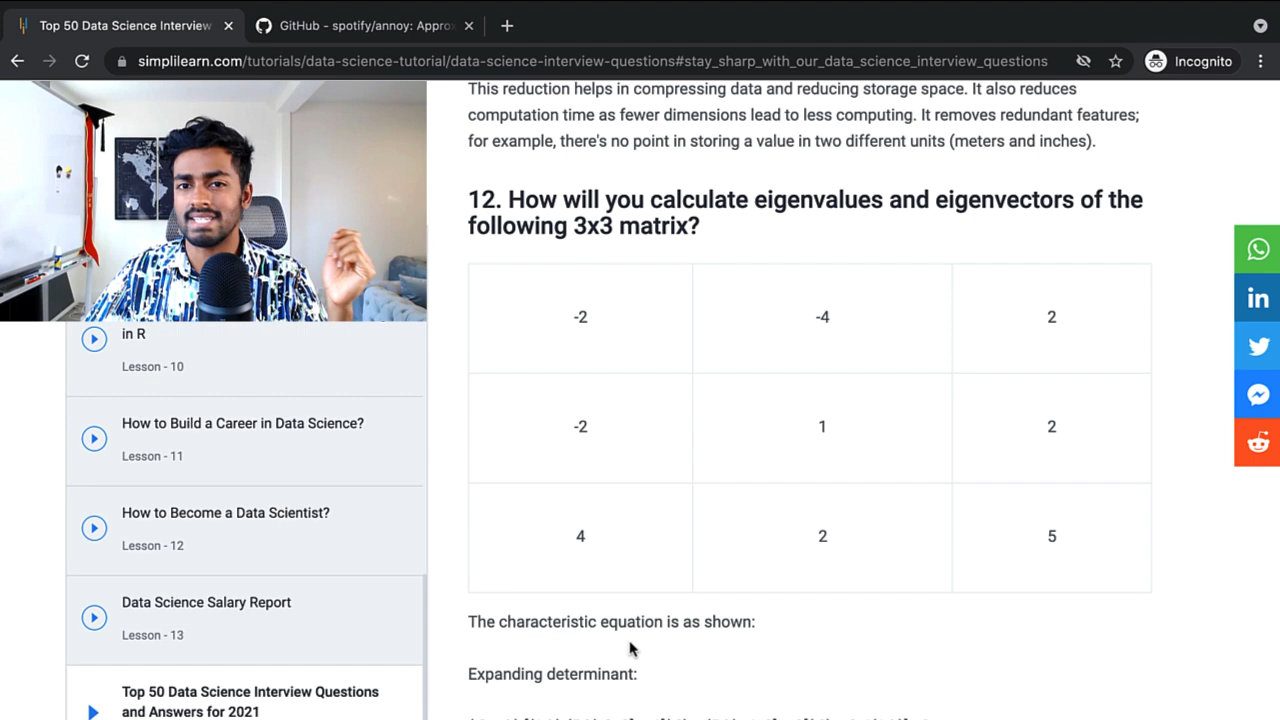 Top 50 Data Science Interview
GitHub - spotify/annoy: Appro
simplilearn.com/tutorials/data-science-tutorial/data-science-interview-questions#stay_sharp_with_our_data_science_interview_questions
Incognito
This reduction helps in compressing data and reducing storage space. It also reduces
computation time as fewer dimensions lead to less computing. It removes redundant features;
for example, there's no point in storing a value in two different units (meters and inches).
12. How will you calculate eigenvalues and eigenvectors of the
following 3x3 matrix?
-2 -4 2
-2 1 2
4 2 5
The characteristic equation is as shown:
Expanding determinant:
in R
Lesson - 10
How to Build a Career in Data Science?
Lesson - 11
How to Become a Data Scientist?
Lesson - 12
Data Science Salary Report
Lesson - 13
Top 50 Data Science Interview Questions
and Answers for 2021
in